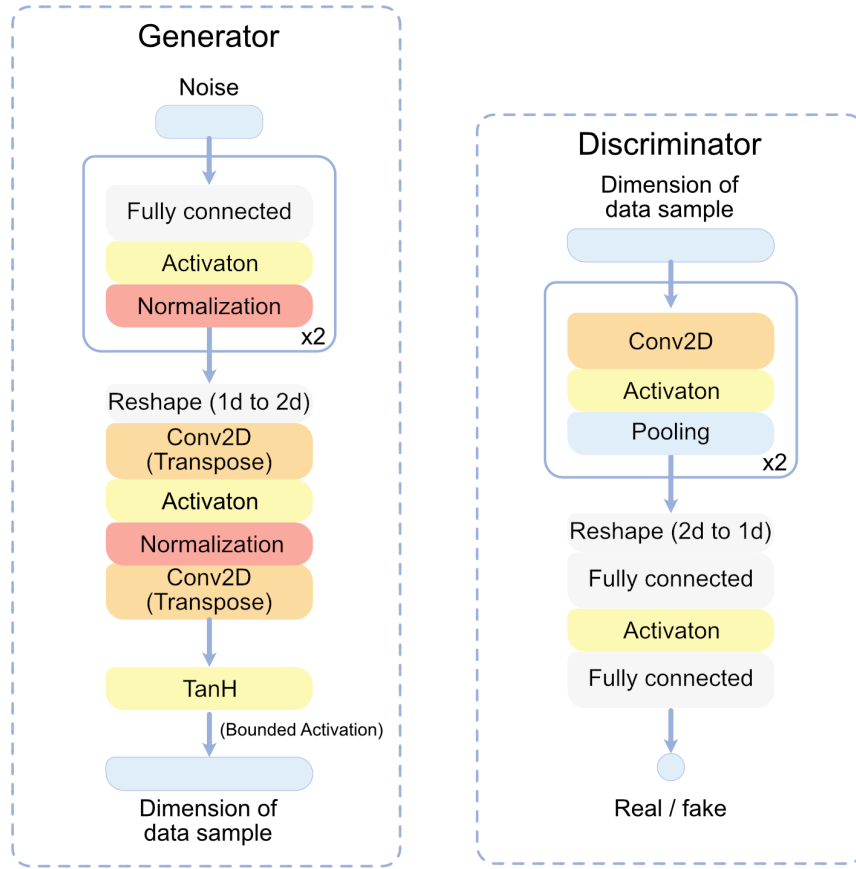 Generator
Noise
Fully connected
Activaton
Normalization
x2
Reshape (1d to 2d)
Conv2D
(Transpose)
Activaton
Normalization
Conv2D
(Transpose)
TanH
(Bounded Activation)
Dimension of
data sample
Discriminator
Dimension of
data sample
Conv2D
Activaton
Pooling
x2
Reshape (2d to 1d)
Fully connected
Activaton
Fully connected
Real / fake